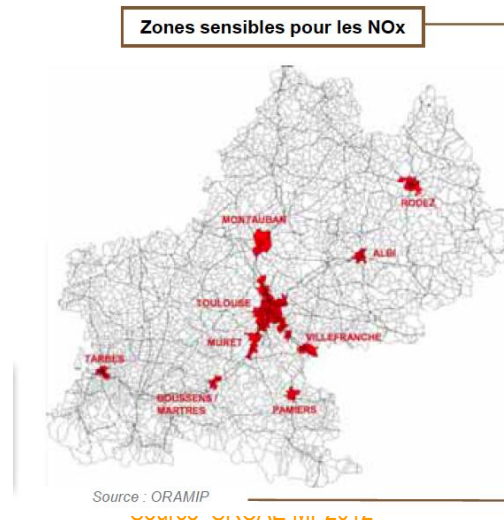 Zones sensibles pour les NOx
RODEZ
MONTAUBAN
ALBI
TOULOUSE
MURET
VILLEFRANCHE
TARBES
BOUSSENS /
MARTRES
PAMIERS
Source : ORAMIP